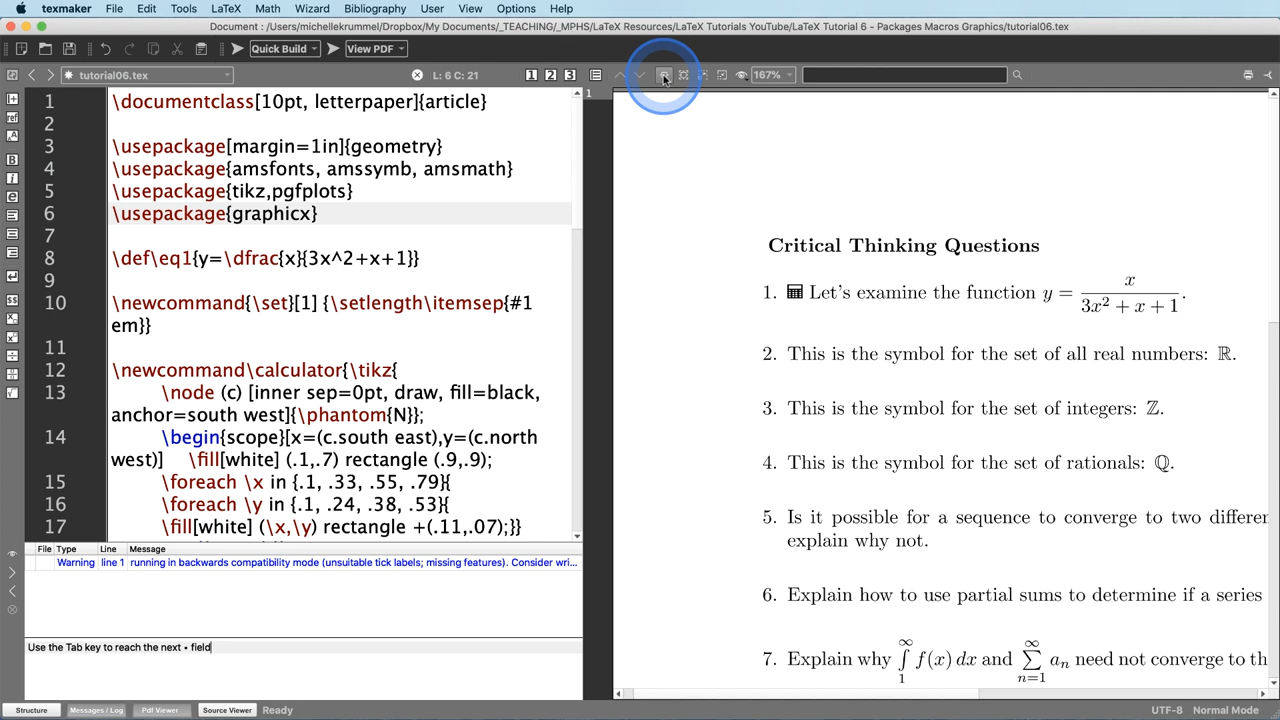 texmaker File Edit Tools LaTeX Math Wizard Bibliography User View Options Help
Document : /Users/michellekrummel/Dropbox/My Documents/_TEACHING/_MPHS/LaTeX Resources/LaTeX Tutorials YouTube/LaTeX Tutorial 6 - Packages Macros Graphics/tutorial06.tex
Quick Build View PDF
tutorial06.tex L: 6 C: 21 1 2 3 167%
1 \documentclass[10pt, letterpaper]{article}
2
3 \usepackage[margin=1in]{geometry}
4 \usepackage{amsfonts, amssymb, amsmath}
5 \usepackage{tikz,pgfplots}
6 \usepackage{graphicx}
7
8 \def\eq1{y=\dfrac{x}{3x^2+x+1}}
9
10 \newcommand{\set}[1] {\setlength\itemsep{#1
em}}
11
12 \newcommand\calculator{\tikz{
13 \node (c) [inner sep=0pt, draw, fill=black,
anchor=south west]{\phantom{N}};
14 \begin{scope}[x=(c.south east),y=(c.north
west)] \fill[white] (.1,.7) rectangle (.9,.9);
15 \foreach \x in {.1, .33, .55, .79}{
16 \foreach \y in {.1, .24, .38, .53}{
17 \fill[white] (\x,\y) rectangle +(.11,.07);}}
File Type Line Message
Warning line 1 running in backwards compatibility mode (unsuitable tick labels; missing features). Consider wri...
Use the Tab key to reach the next • field
1
Critical Thinking Questions
1. Let's examine the function y = x / (3x² + x + 1).
2. This is the symbol for the set of all real numbers: ℝ.
3. This is the symbol for the set of integers: ℤ.
4. This is the symbol for the set of rationals: ℚ.
5. Is it possible for a sequence to converge to two differen
explain why not.
6. Explain how to use partial sums to determine if a series
7. Explain why ∫₁^∞ f(x) dx and ∑_{n=1}^∞ aₙ need not converge to th
Structure Messages / Log Pdf Viewer Source Viewer Ready UTF-8 Normal Mode